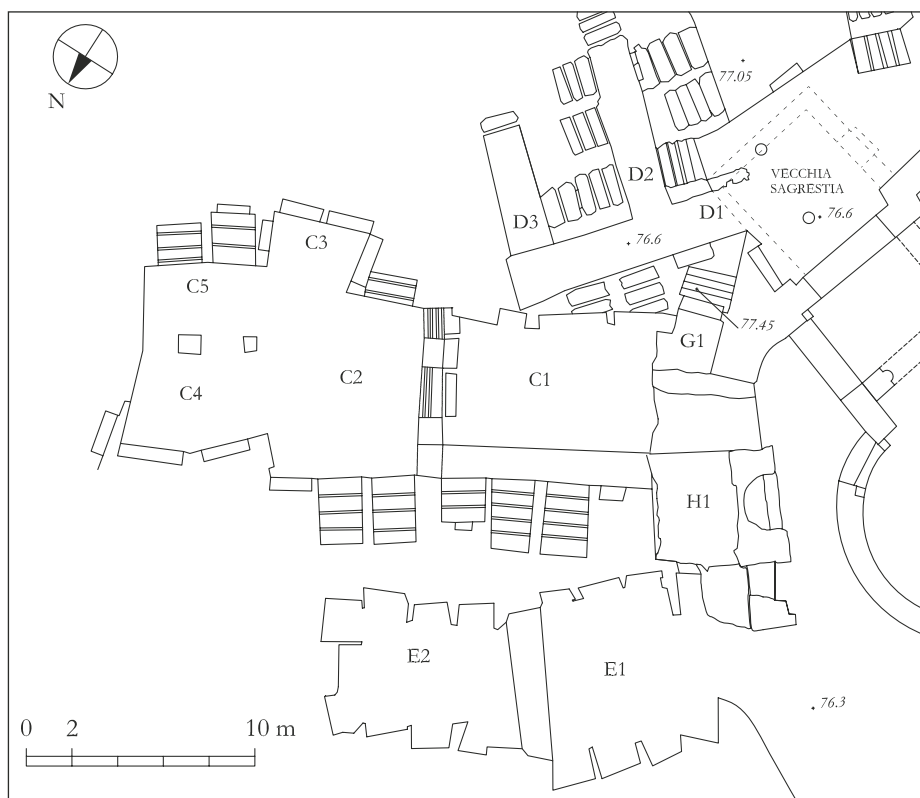 N
77.05
VECCHIA
SAGRESTIA
D2
D1
D3
76.6
76.6
C3
C5
77.45
G1
C4
C2
C1
H1
E2
E1
76.3
0 2 10 m